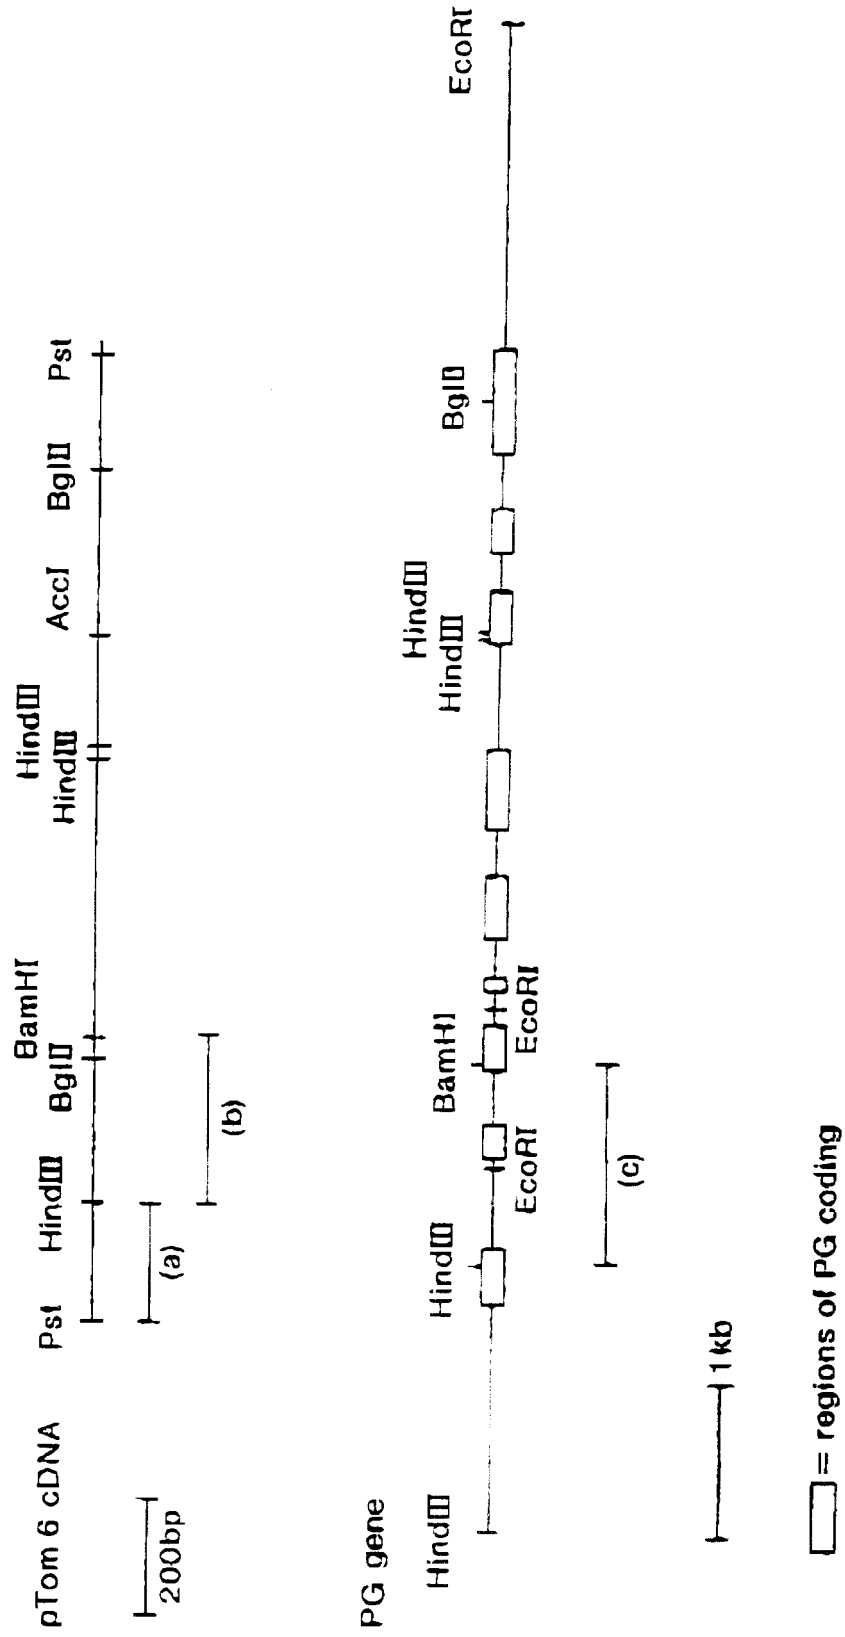 pTom 6 cDNA
Pst
HindIII
BglII
BamHI
HindIII
HindIII
AccI
BglII
Pst
200bp
(a)
(b)
PG gene
HindIII
HindIII
EcoRI
BamHI
EcoRI
HindIII
HindIII
BglII
EcoRI
(c)
1kb
= regions of PG coding